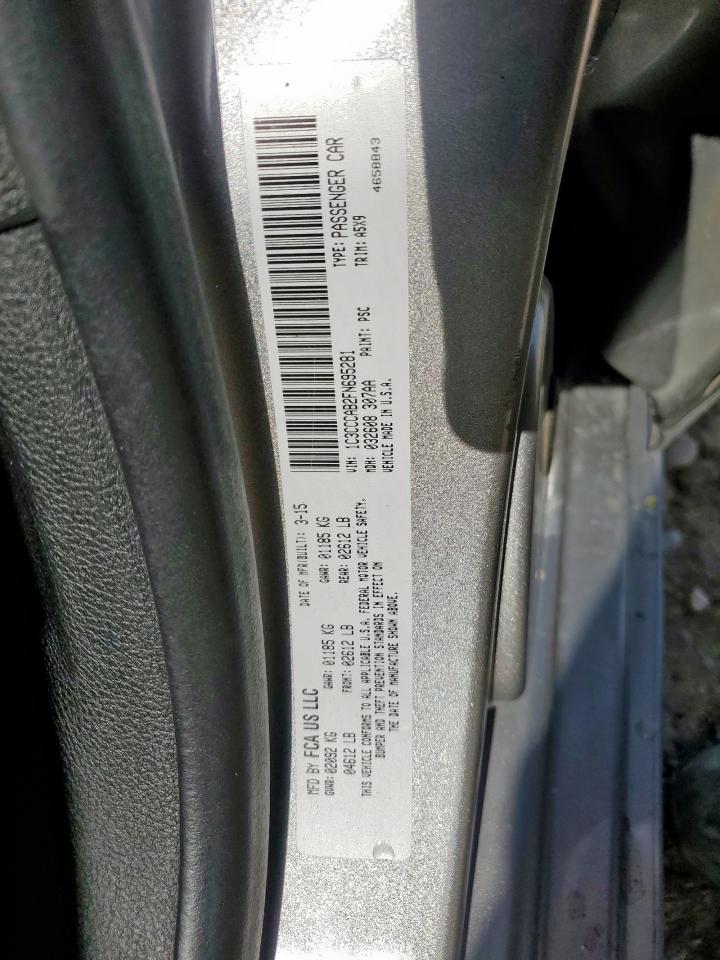 MFD BY FCA US LLC
DATE OF MFR(BUILT): 3-15
GVWR: 02092 KG
GAWR: 01185 KG
GAWR: 01185 KG
04612 LB
FRONT: 02612 LB
REAR: 02612 LB
THIS VEHICLE CONFORMS TO ALL APPLICABLE U.S.A. FEDERAL MOTOR VEHICLE SAFETY,
BUMPER AND THEFT PREVENTION STANDARDS IN EFFECT ON
THE DATE OF MANUFACTURE SHOWN ABOVE.
VIN: 1C3CCCAB2FN695281
TYPE: PASSENGER CAR
MDH: 032608 307AA
PAINT: PSC
TRIM: A5X9
VEHICLE MADE IN U.S.A.
4658843